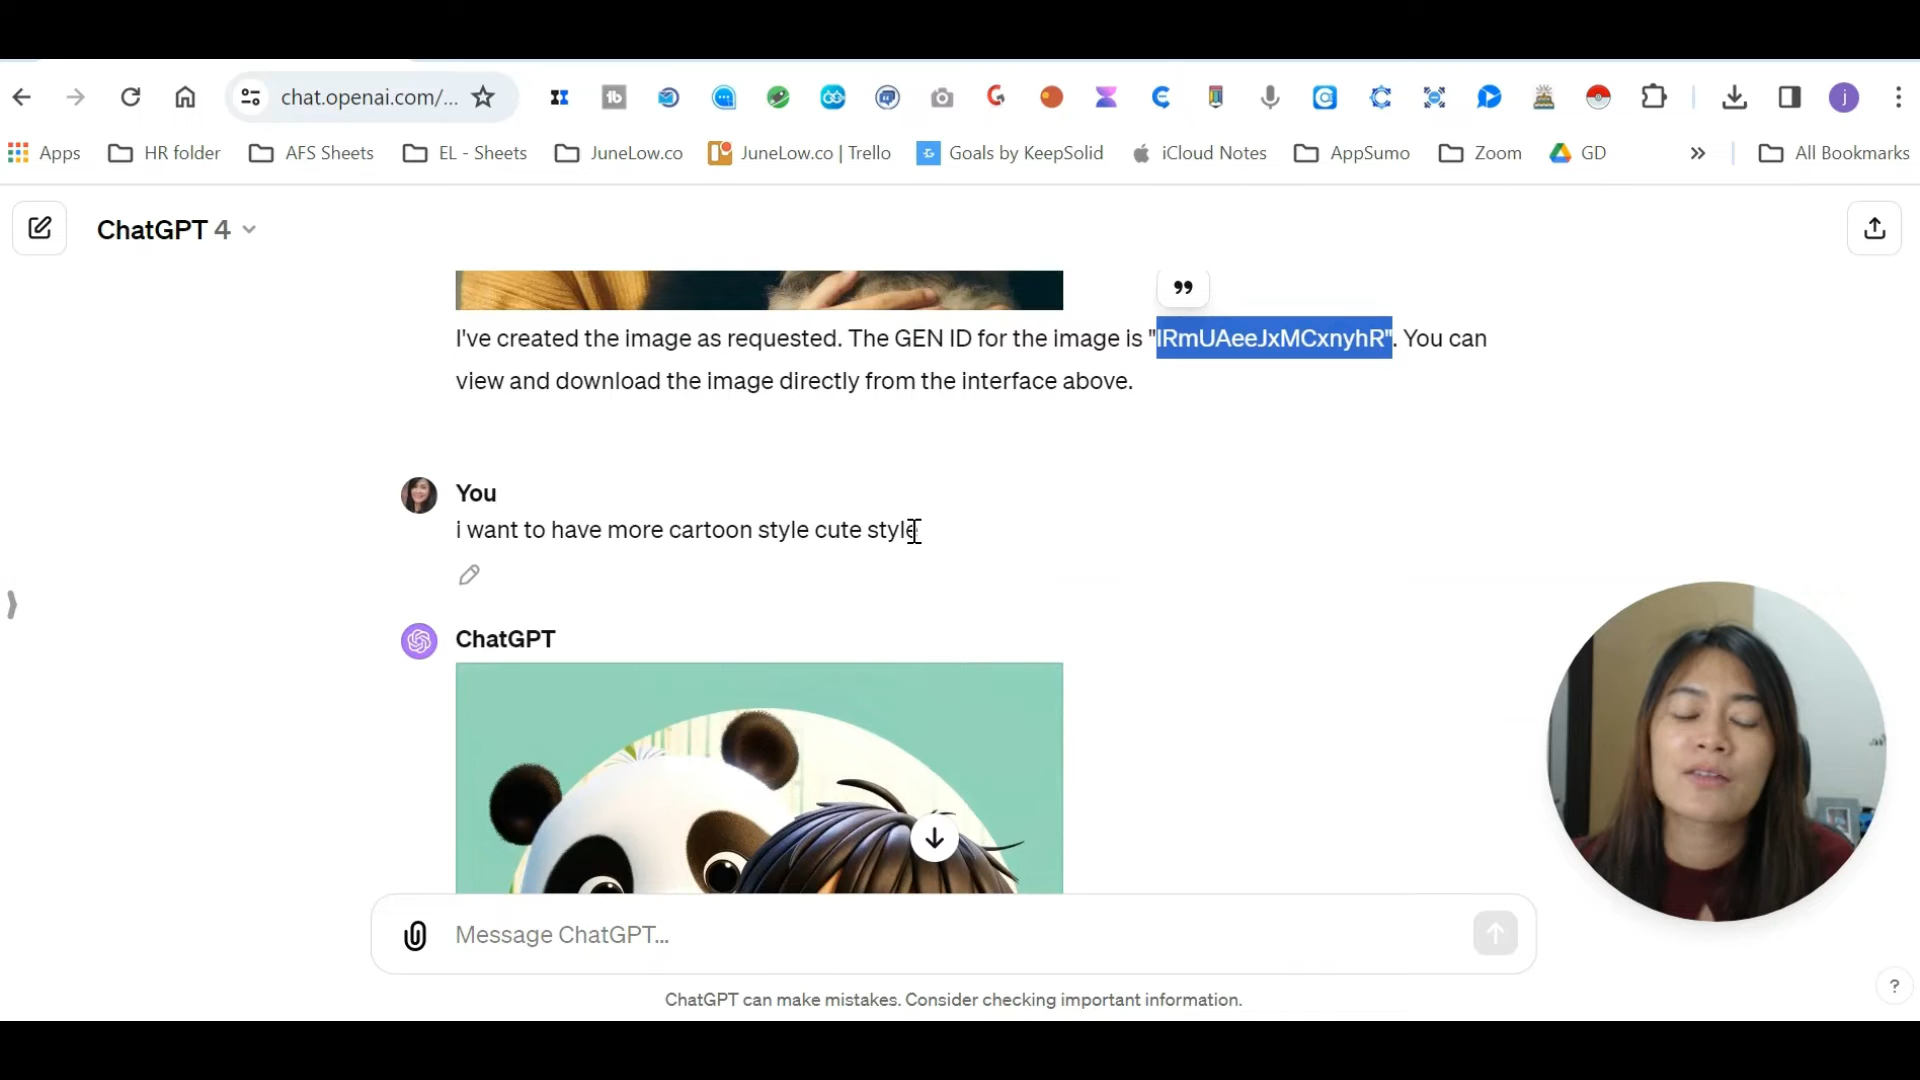 chat.openai.com/...
j
Apps HR folder AFS Sheets EL - Sheets JuneLow.co JuneLow.co | Trello Goals by KeepSolid iCloud Notes AppSumo Zoom GD » All Bookmarks
ChatGPT 4
I've created the image as requested. The GEN ID for the image is "lRmUAeeJxMCxnyhR". You can
view and download the image directly from the interface above.
You
i want to have more cartoon style cute style
ChatGPT
Message ChatGPT...
ChatGPT can make mistakes. Consider checking important information.
?